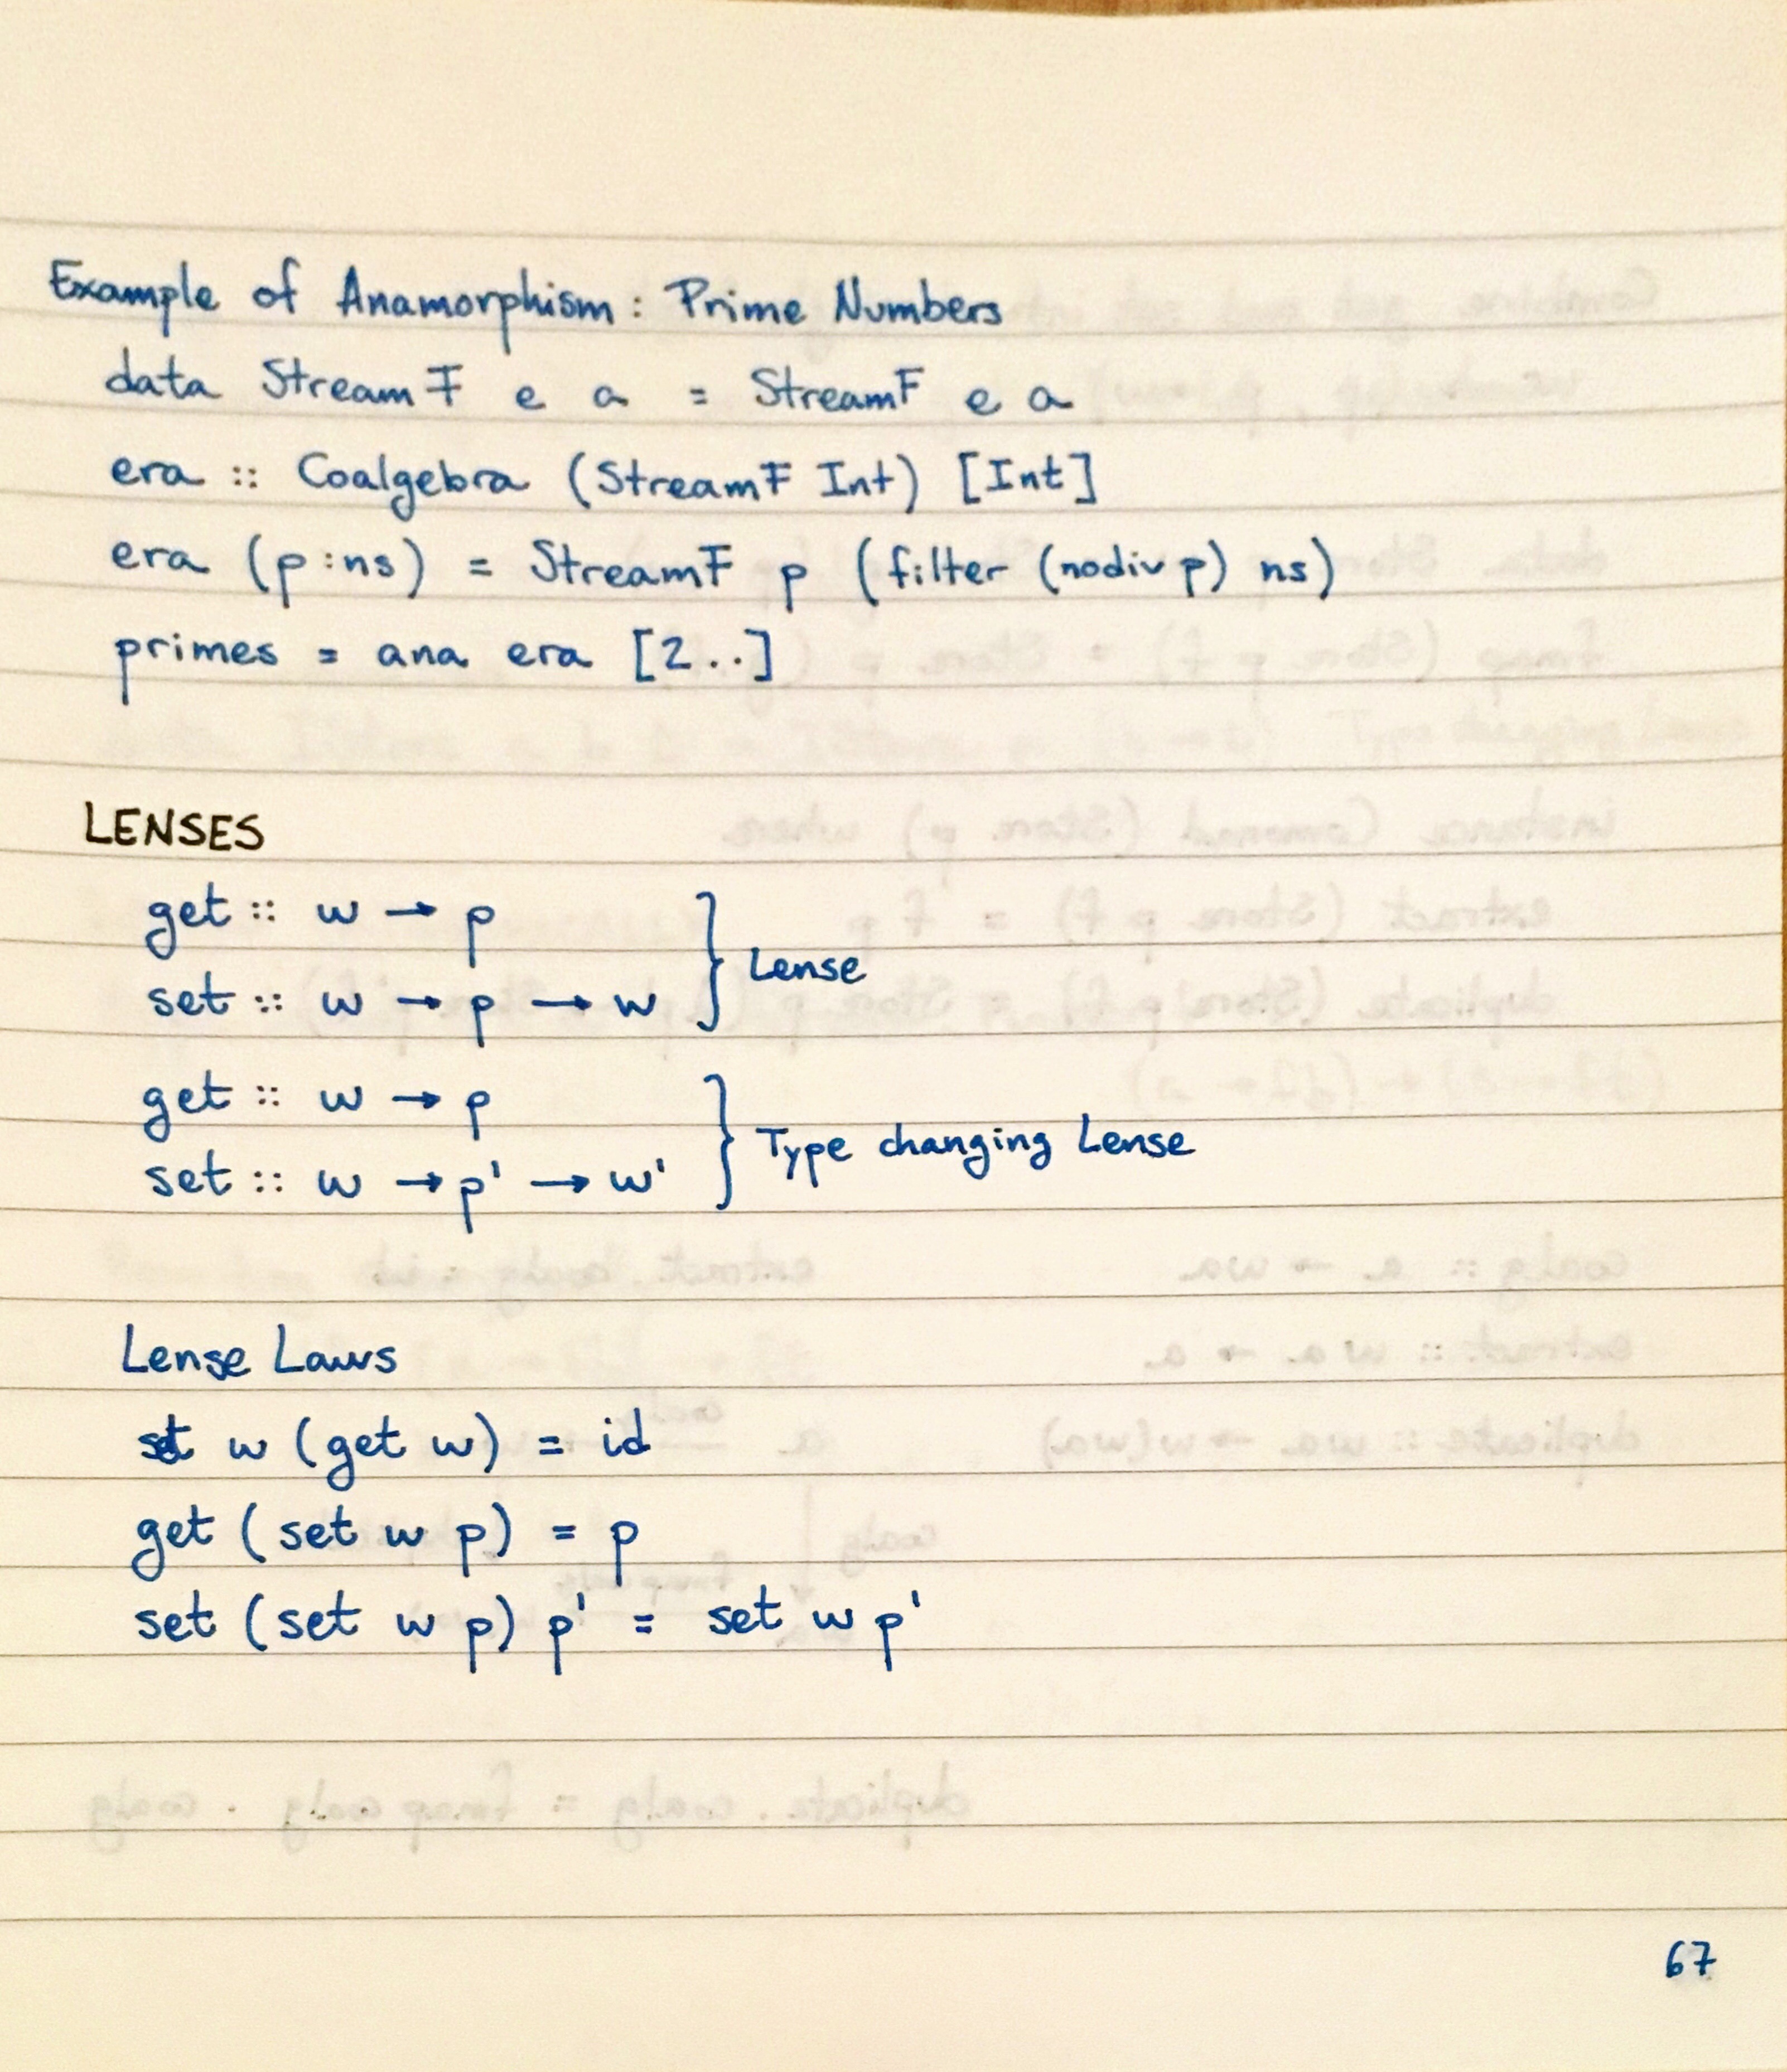 Example of Anamorphism: Prime Numbers
data StreamF e a = StreamF e a
era :: Coalgebra (StreamF Int) [Int]
era (p:ns) = StreamF p (filter (nodiv p) ns)
primes = ana era [2..]
LENSES
get :: w → p
set :: w → p → w
} Lense
get :: w → p
set :: w → p' → w'
} Type changing Lense
Lense Laws
set w (get w) = id
get (set w p) = p
set (set w p) p' = set w p'
67